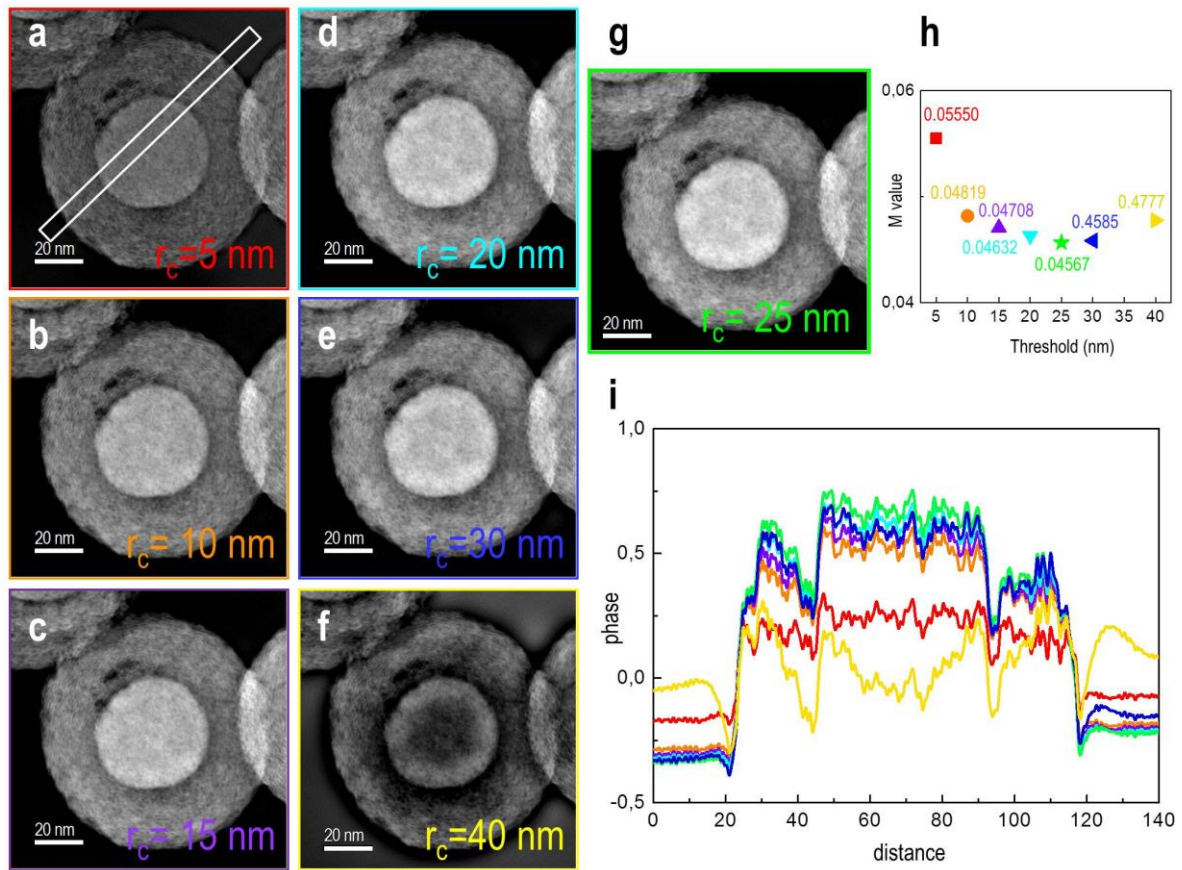 a
20 nm
rc=5 nm
b
20 nm
rc= 10 nm
c
20 nm
rc= 15 nm
d
20 nm
rc= 20 nm
e
20 nm
rc=30 nm
f
20 nm
rc=40 nm
g
20 nm
rc= 25 nm
h
0,06
0,04
M value
0.05550
0.04819
0.04708
0.04632
0.04567
0.4585
0.4777
5 10 15 20 25 30 35 40
Threshold (nm)
i
1,0
0,5
0,0
-0,5
phase
0 20 40 60 80 100 120 140
distance